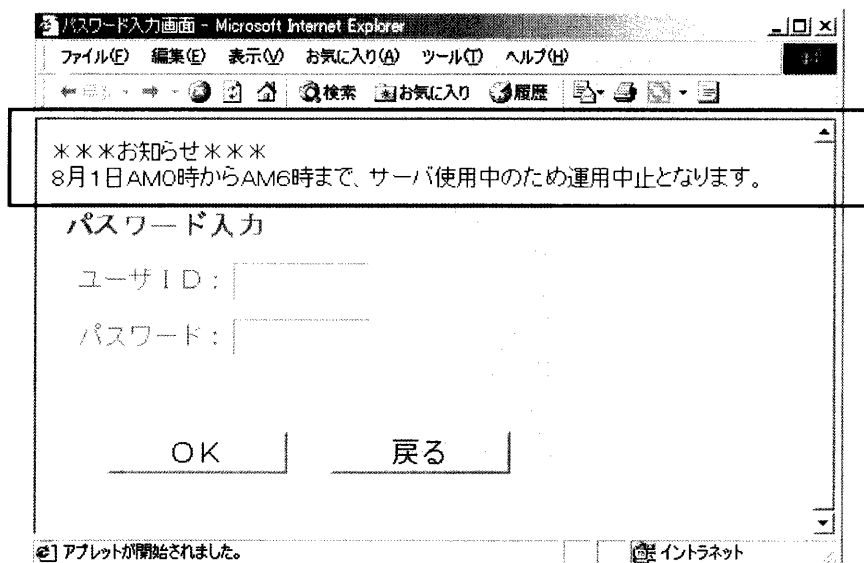 パスワード入力画面 - Microsoft Internet Explorer
ファイル(F) 編集(E) 表示(V) お気に入り(A) ツール(T) ヘルプ(H)
検索 お気に入り 履歴
＊＊＊お知らせ＊＊＊
8月1日AM0時からAM6時まで、サーバ使用中のため運用中止となります。
パスワード入力
ユーザID：
パスワード：
OK 戻る
アプレットが開始されました。 イントラネット